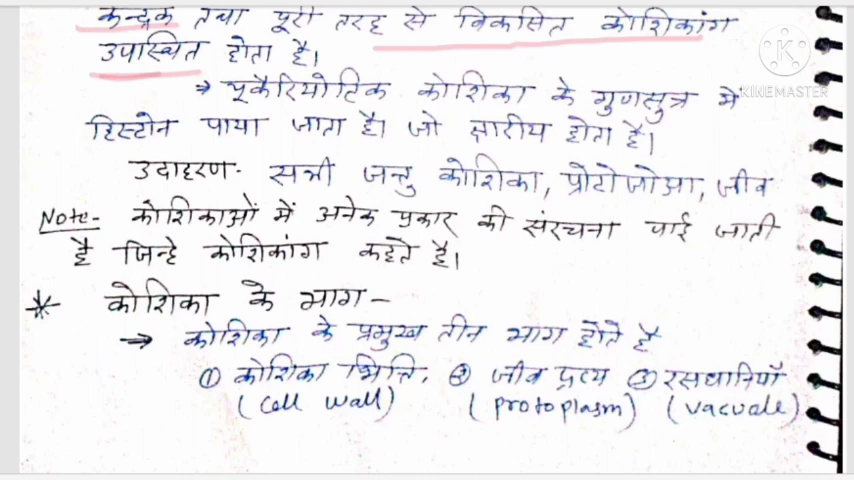 केन्द्रक तथा पूरी तरह से विकसित कोशिकांग
उपस्थित होता है।
→ यूकैरियोटिक कोशिका के गुणसुत्र मे
KINEMASTER
हिस्टोन पाया जाता है। जो क्षारीय होता है।
उदाहरण- सभी जन्तु कोशिका, प्रोटोजोआ, जीव
Note- कोशिकाओं में अनेक प्रकार की संरचना पाई जाती
है जिन्हे कोशिकांग कहते है।
* कोशिका के भाग -
→ कोशिका के प्रमुख तीन भाग होते है
① कोशिका भित्ति, ② जीव द्रव्य ③ रसधानियाँ
(Cell wall) (protoplasm) (vacuale)